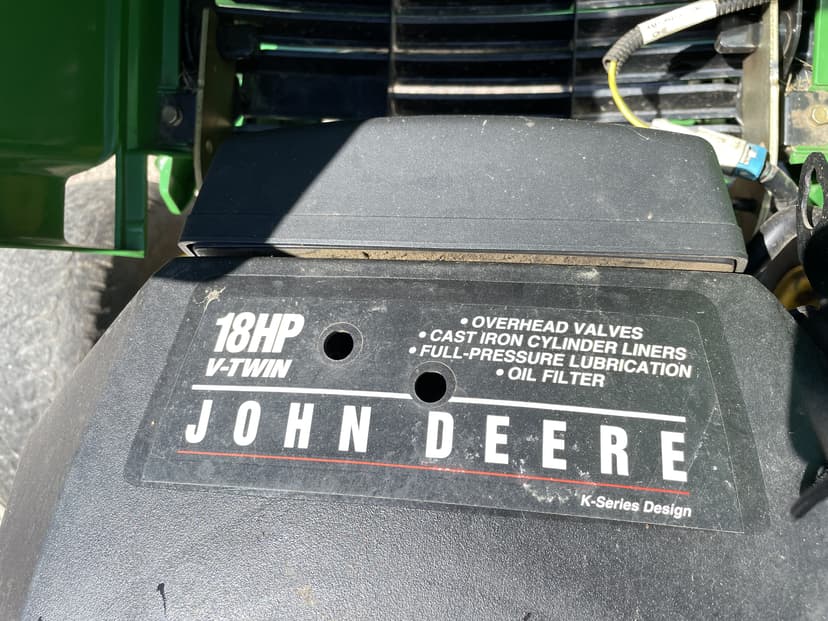 18HP
V-TWIN
• OVERHEAD VALVES
• CAST IRON CYLINDER LINERS
• FULL-PRESSURE LUBRICATION
• OIL FILTER
JOHN DEERE
K-Series Design